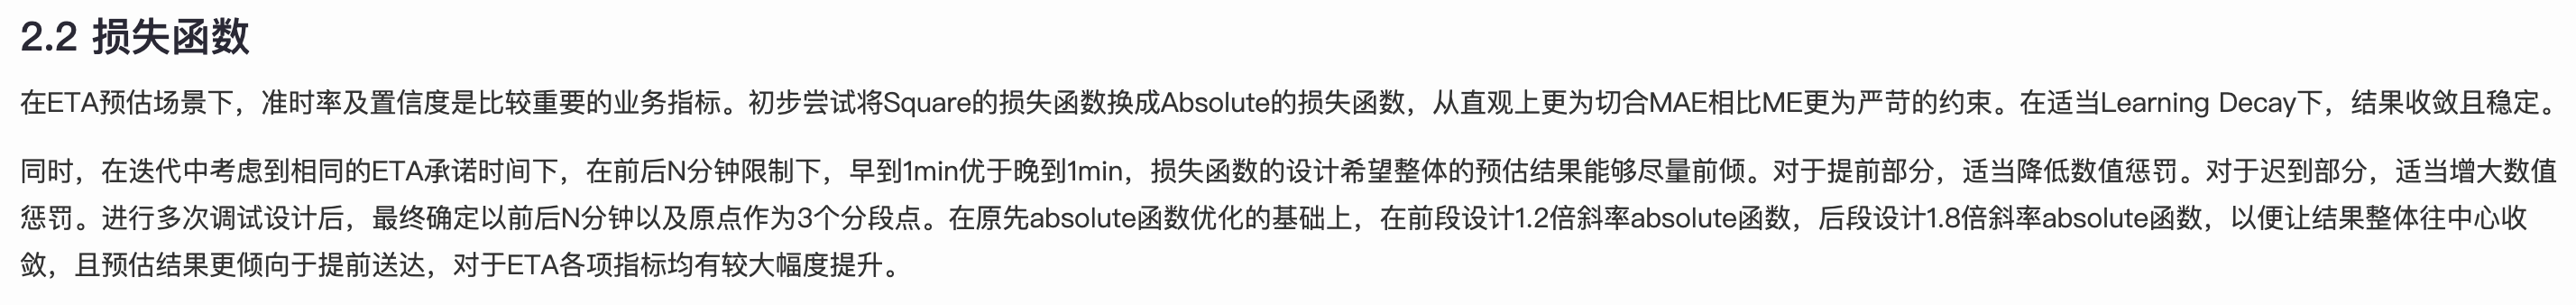 2.2 损失函数
在ETA预估场景下，准时率及置信度是比较重要的业务指标。初步尝试将Square的损失函数换成Absolute的损失函数，从直观上更为切合MAE相比ME更为严苛的约束。在适当Learning Decay下，结果收敛且稳定。
同时，在迭代中考虑到相同的ETA承诺时间下，在前后N分钟限制下，早到1min优于晚到1min，损失函数的设计希望整体的预估结果能够尽量前倾。对于提前部分，适当降低数值惩罚。对于迟到部分，适当增大数值
惩罚。进行多次调试设计后，最终确定以前后N分钟以及原点作为3个分段点。在原先absolute函数优化的基础上，在前段设计1.2倍斜率absolute函数，后段设计1.8倍斜率absolute函数，以便让结果整体往中心收
敛，且预估结果更倾向于提前送达，对于ETA各项指标均有较大幅度提升。